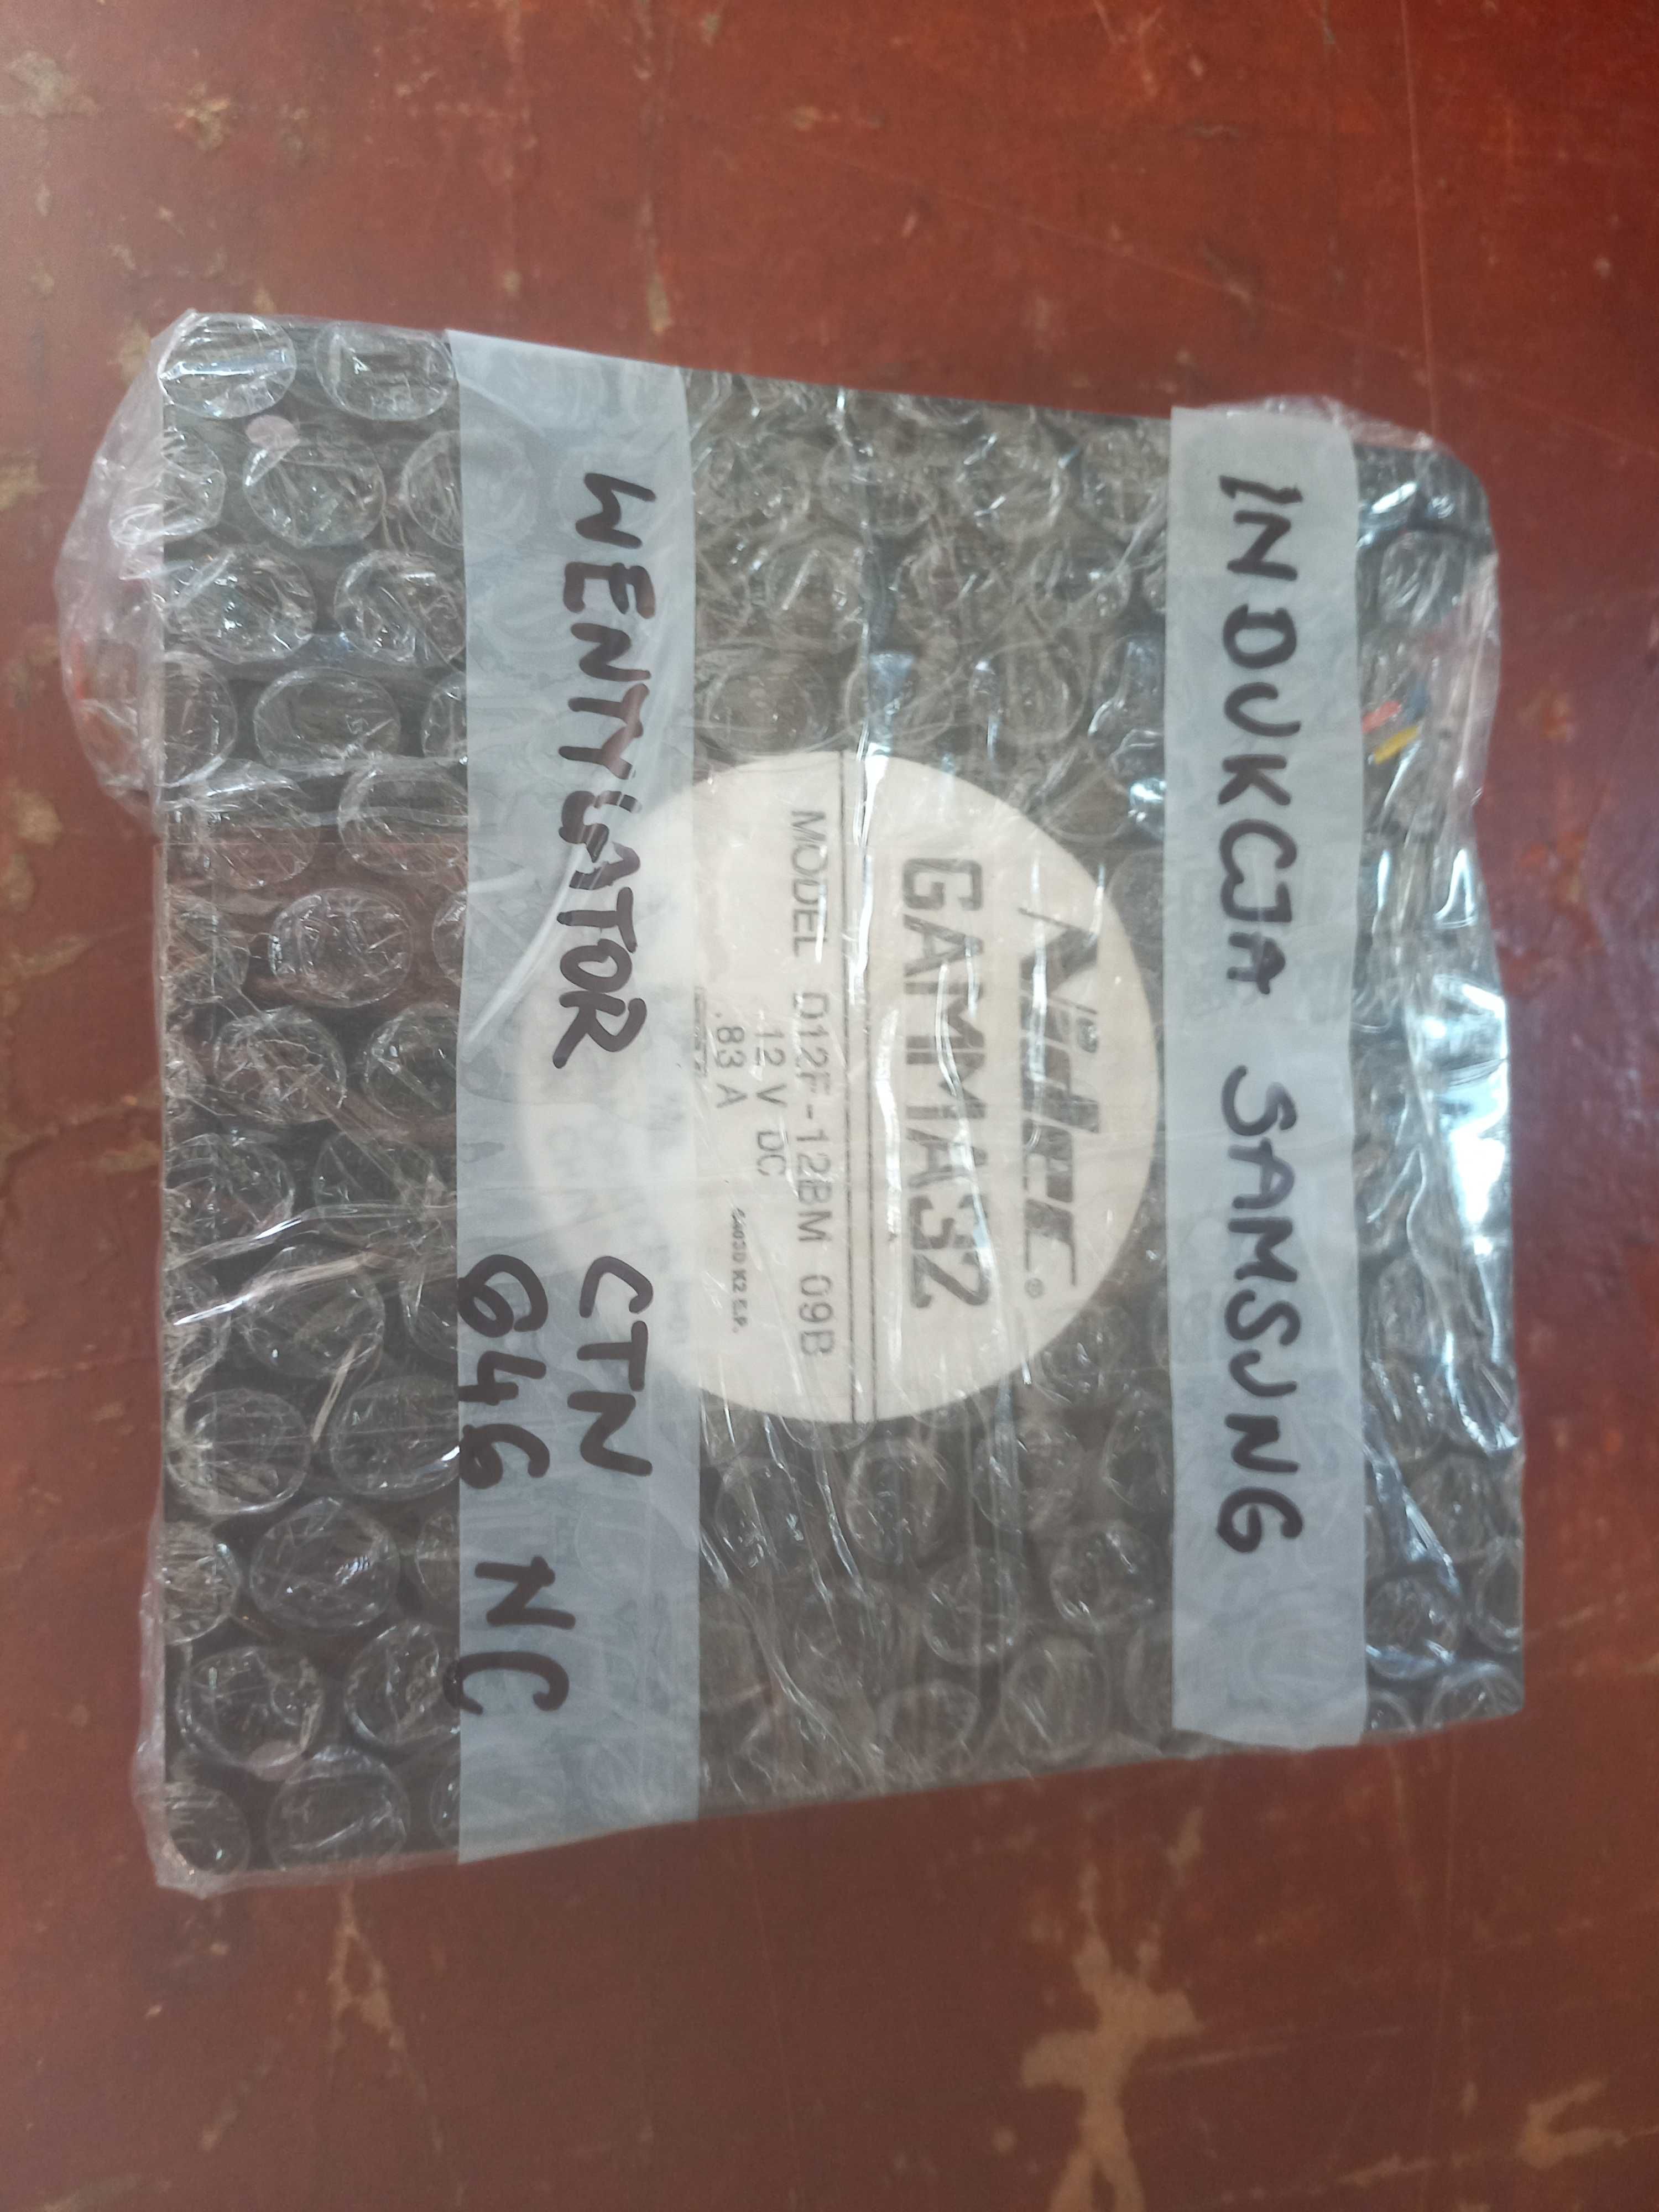 INDUKCJA SAMSUNG
Nidec®
GAMMA32
MODEL D12F-12BM 09B
12 V DC
.83 A
WENTYLATOR CTN
646 NC